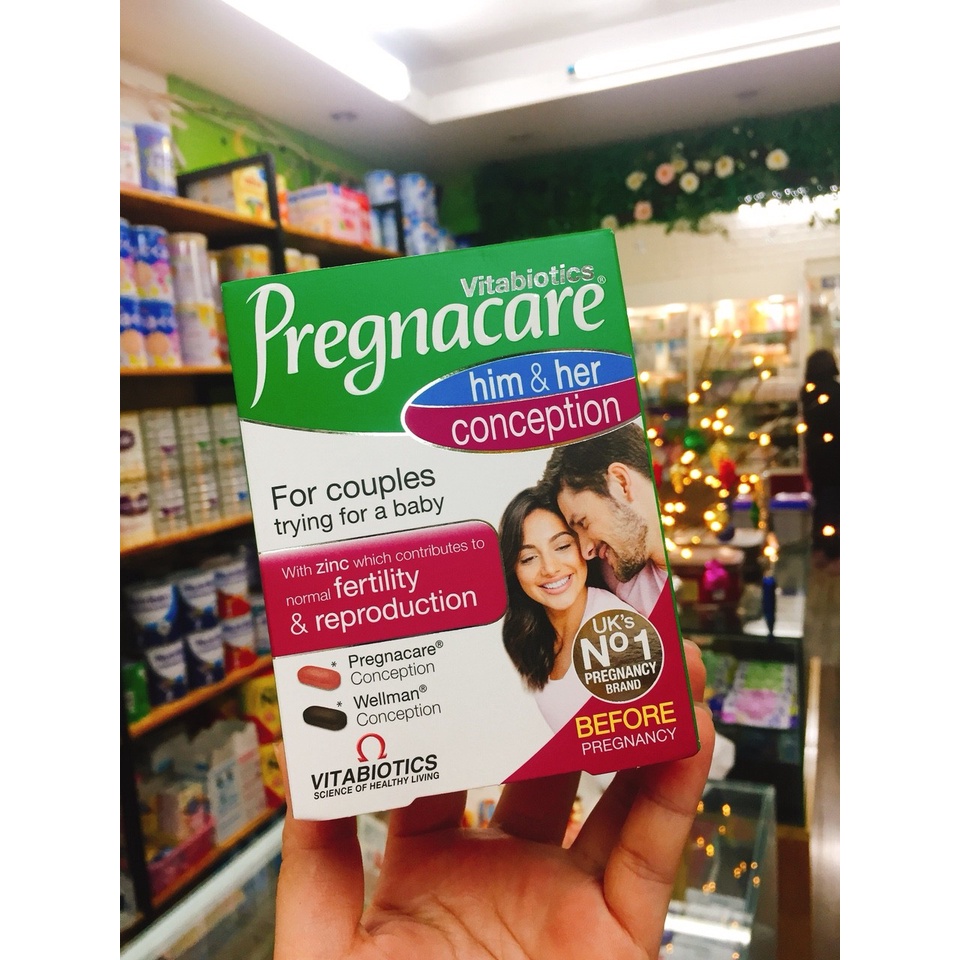 Vitabiotics®
Pregnacare®
him & her
conception
For couples
trying for a baby
With zinc which contributes to
normal fertility
& reproduction
* Pregnacare®
Conception
* Wellman®
Conception
VITABIOTICS
SCIENCE OF HEALTHY LIVING
UK's
Nº1
PREGNANCY
BRAND
BEFORE
PREGNANCY